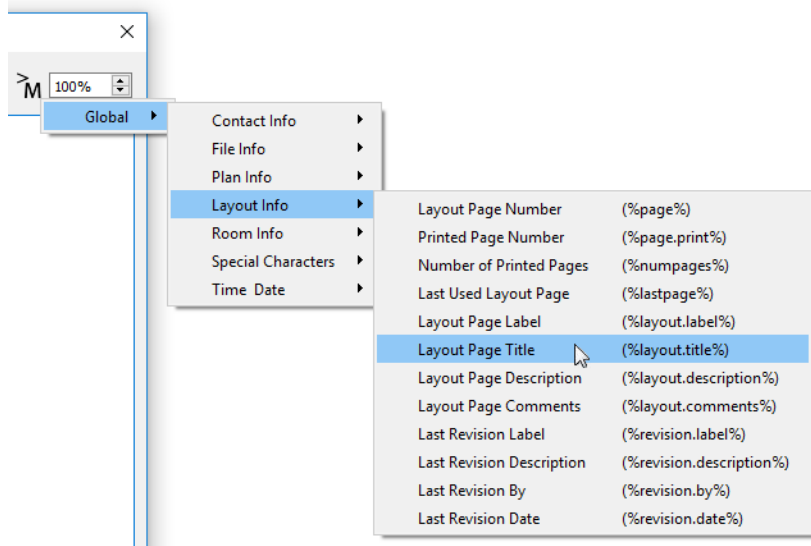 >M 100%
Global
Contact Info
File Info
Plan Info
Layout Info
Room Info
Special Characters
Time Date
Layout Page Number (%page%)
Printed Page Number (%page.print%)
Number of Printed Pages (%numpages%)
Last Used Layout Page (%lastpage%)
Layout Page Label (%layout.label%)
Layout Page Title (%layout.title%)
Layout Page Description (%layout.description%)
Layout Page Comments (%layout.comments%)
Last Revision Label (%revision.label%)
Last Revision Description (%revision.description%)
Last Revision By (%revision.by%)
Last Revision Date (%revision.date%)